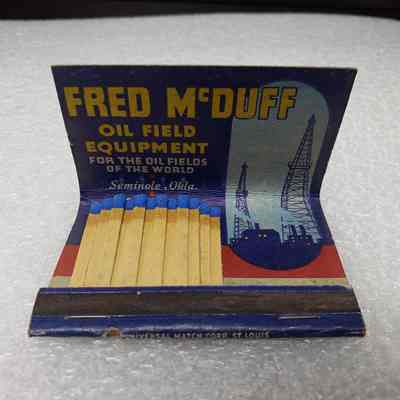 FRED McDUFF
OIL FIELD
EQUIPMENT
FOR THE OIL FIELDS
OF THE WORLD
Seminole, Okla.
UNIVERSAL MATCH CORP. ST. LOUIS